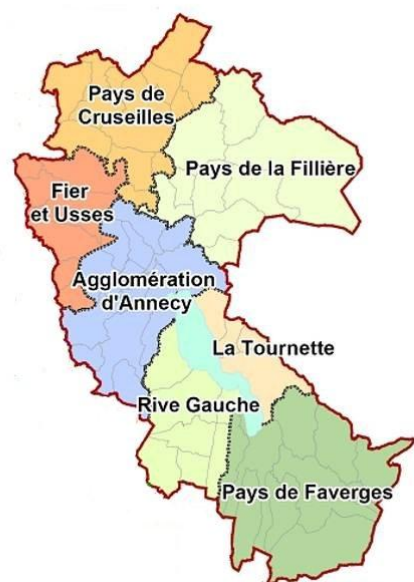 Pays de
Cruseilles
Pays de la Fillière
Fier
et Usses
Agglomération
d'Annecy
La Tournette
Rive Gauche
Pays de Faverges